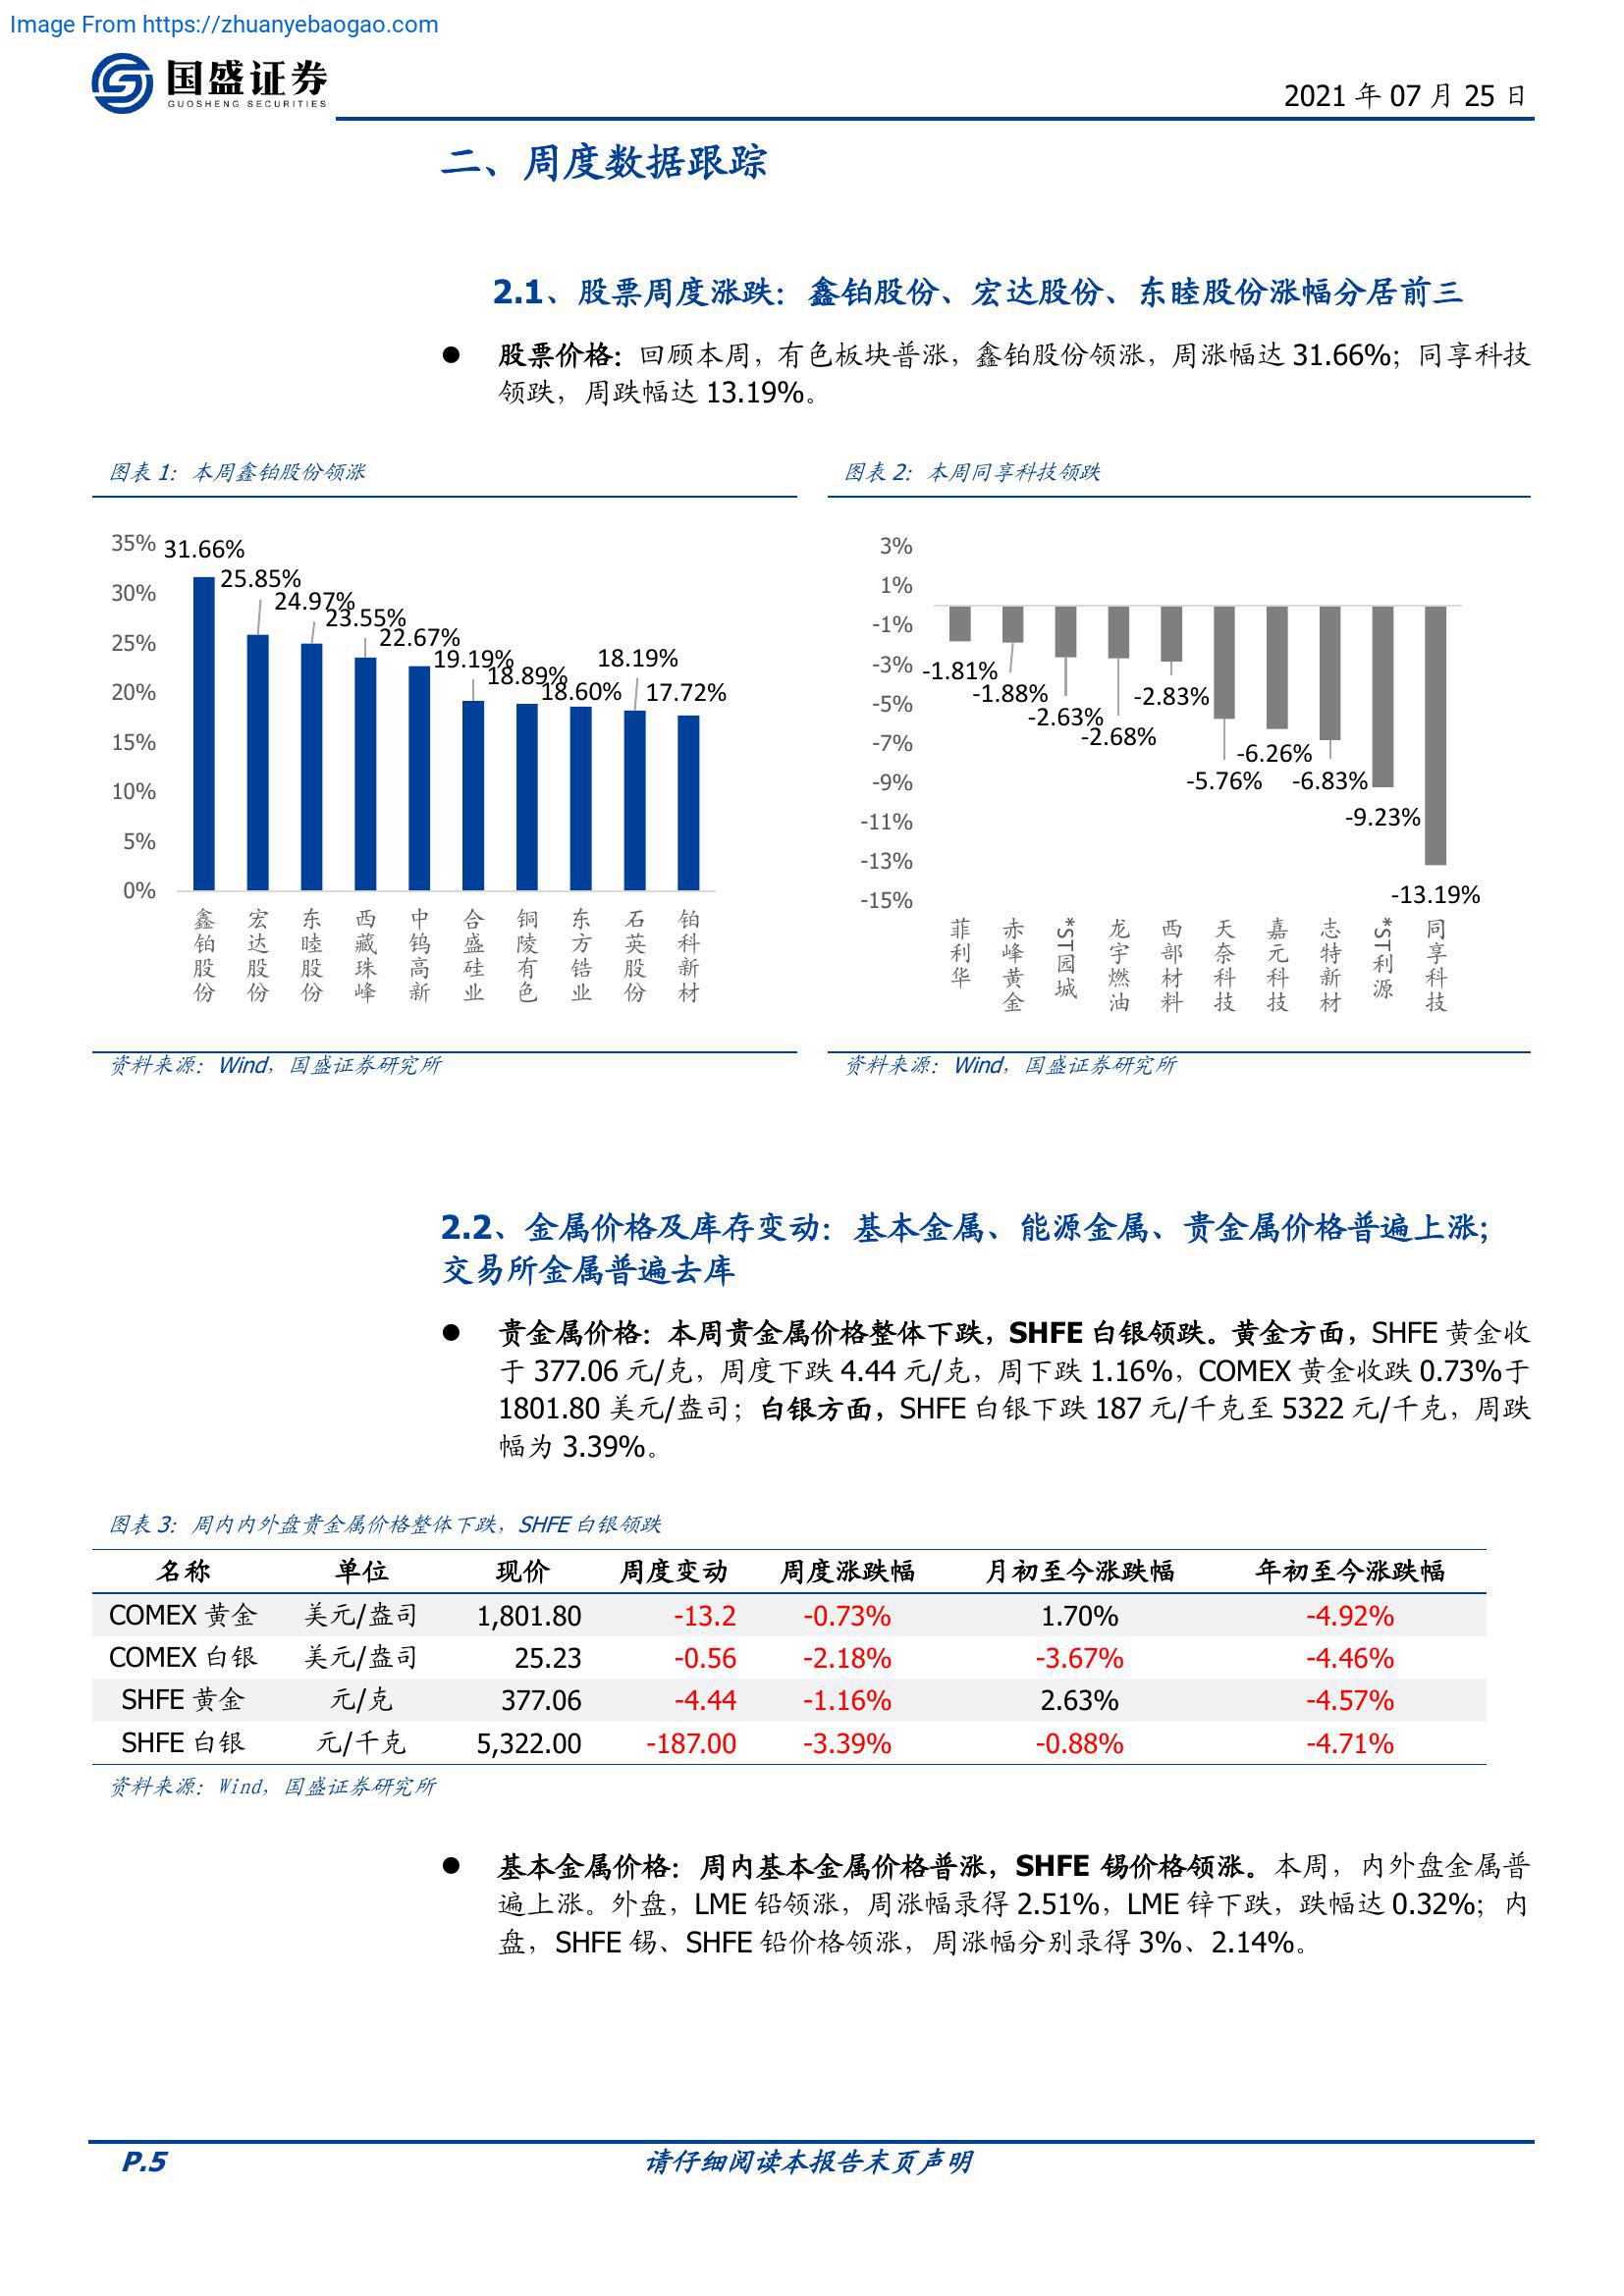 Image From https://zhuanyebaogao.com
国盛证券
GUOSHENG SECURITIES
2021 年 07 月 25 日
二、周度数据跟踪
2.1、股票周度涨跌：鑫铂股份、宏达股份、东睦股份涨幅分居前三
● 股票价格：回顾本周，有色板块普涨，鑫铂股份领涨，周涨幅达 31.66%；同享科技
领跌，周跌幅达 13.19%。
图表 1：本周鑫铂股份领涨
35%
30%
25%
20%
15%
10%
5%
0%
31.66%
25.85%
24.97%
23.55%
22.67%
19.19%
18.89%
18.60%
18.19%
17.72%
鑫铂股份
宏达股份
东睦股份
西藏珠峰
中钨高新
合盛硅业
铜陵有色
东方锆业
石英股份
铂科新材
资料来源：Wind，国盛证券研究所
图表 2：本周同享科技领跌
3%
1%
-1%
-3%
-5%
-7%
-9%
-11%
-13%
-15%
-1.81%
-1.88%
-2.63%
-2.68%
-2.83%
-5.76%
-6.26%
-6.83%
-9.23%
-13.19%
菲利华
赤峰黄金
*ST园城
龙宇燃油
西部材料
天奈科技
嘉元科技
志特新材
*ST利源
同享科技
资料来源：Wind，国盛证券研究所
2.2、金属价格及库存变动：基本金属、能源金属、贵金属价格普遍上涨；
交易所金属普遍去库
● 贵金属价格：本周贵金属价格整体下跌，SHFE 白银领跌。黄金方面，SHFE 黄金收
于 377.06 元/克，周度下跌 4.44 元/克，周下跌 1.16%，COMEX 黄金收跌 0.73%于
1801.80 美元/盎司；白银方面，SHFE 白银下跌 187 元/千克至 5322 元/千克，周跌
幅为 3.39%。
图表 3：周内内外盘贵金属价格整体下跌，SHFE 白银领跌
名称 单位 现价 周度变动 周度涨跌幅 月初至今涨跌幅 年初至今涨跌幅
COMEX 黄金 美元/盎司 1,801.80 -13.2 -0.73% 1.70% -4.92%
COMEX 白银 美元/盎司 25.23 -0.56 -2.18% -3.67% -4.46%
SHFE 黄金 元/克 377.06 -4.44 -1.16% 2.63% -4.57%
SHFE 白银 元/千克 5,322.00 -187.00 -3.39% -0.88% -4.71%
资料来源：Wind，国盛证券研究所
● 基本金属价格：周内基本金属价格普涨，SHFE 锡价格领涨。本周，内外盘金属普
遍上涨。外盘，LME 铅领涨，周涨幅录得 2.51%，LME 锌下跌，跌幅达 0.32%；内
盘，SHFE 锡、SHFE 铅价格领涨，周涨幅分别录得 3%、2.14%。
P.5
请仔细阅读本报告末页声明